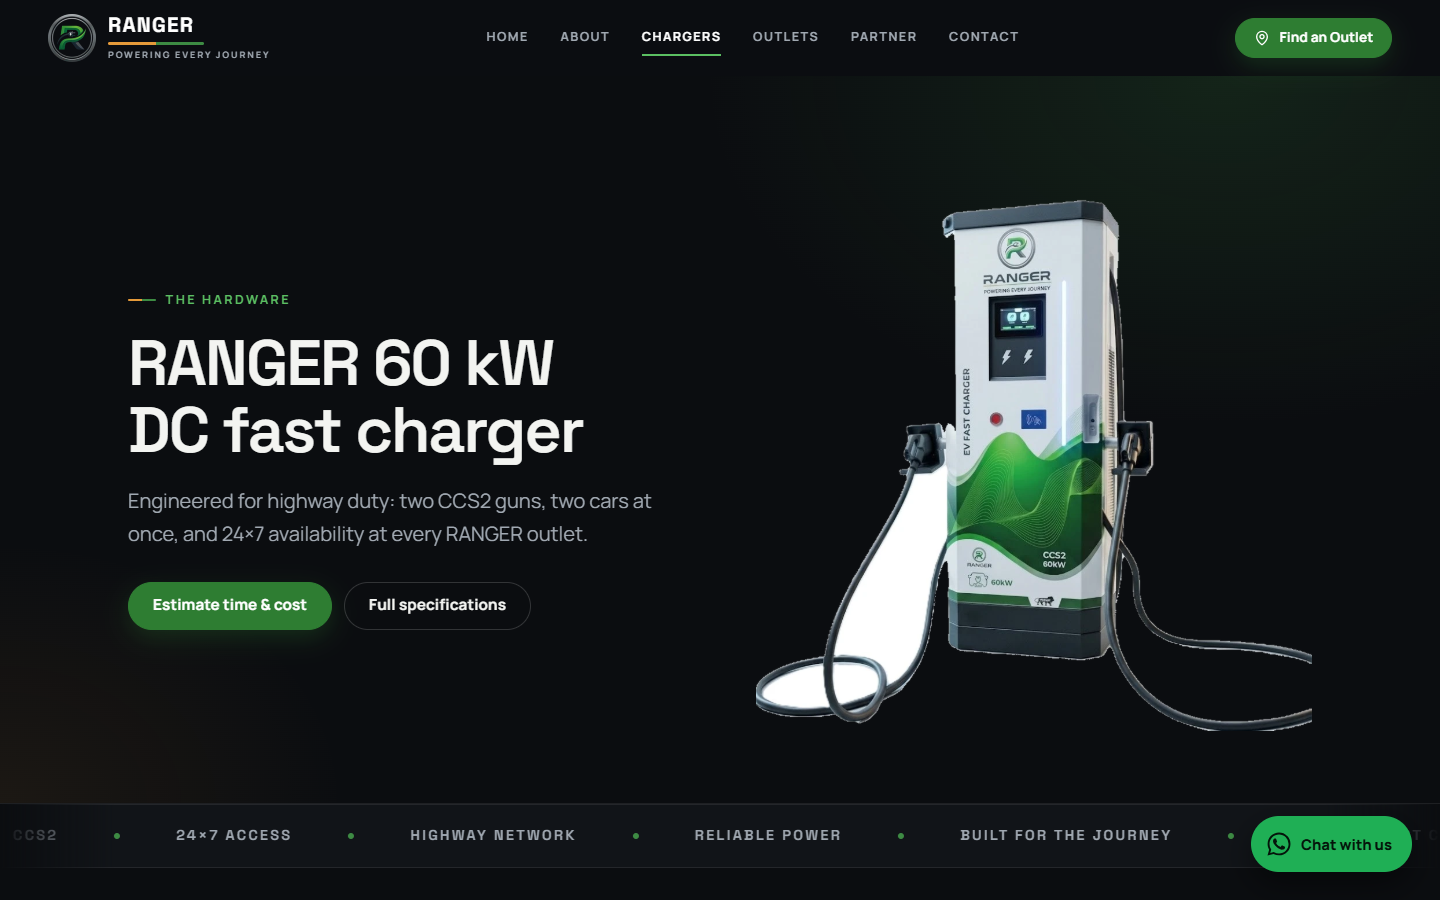 RANGER
POWERING EVERY JOURNEY
HOME
ABOUT
CHARGERS
OUTLETS
PARTNER
CONTACT
Find an Outlet
THE HARDWARE
RANGER 60 kW
DC fast charger
Engineered for highway duty: two CCS2 guns, two cars at
once, and 24×7 availability at every RANGER outlet.
Estimate time & cost
Full specifications
RANGER
POWERING EVERY JOURNEY
EV FAST CHARGER
CCS2
60kW
RANGER
60kW
CCS2
24×7 ACCESS
HIGHWAY NETWORK
RELIABLE POWER
BUILT FOR THE JOURNEY
Chat with us